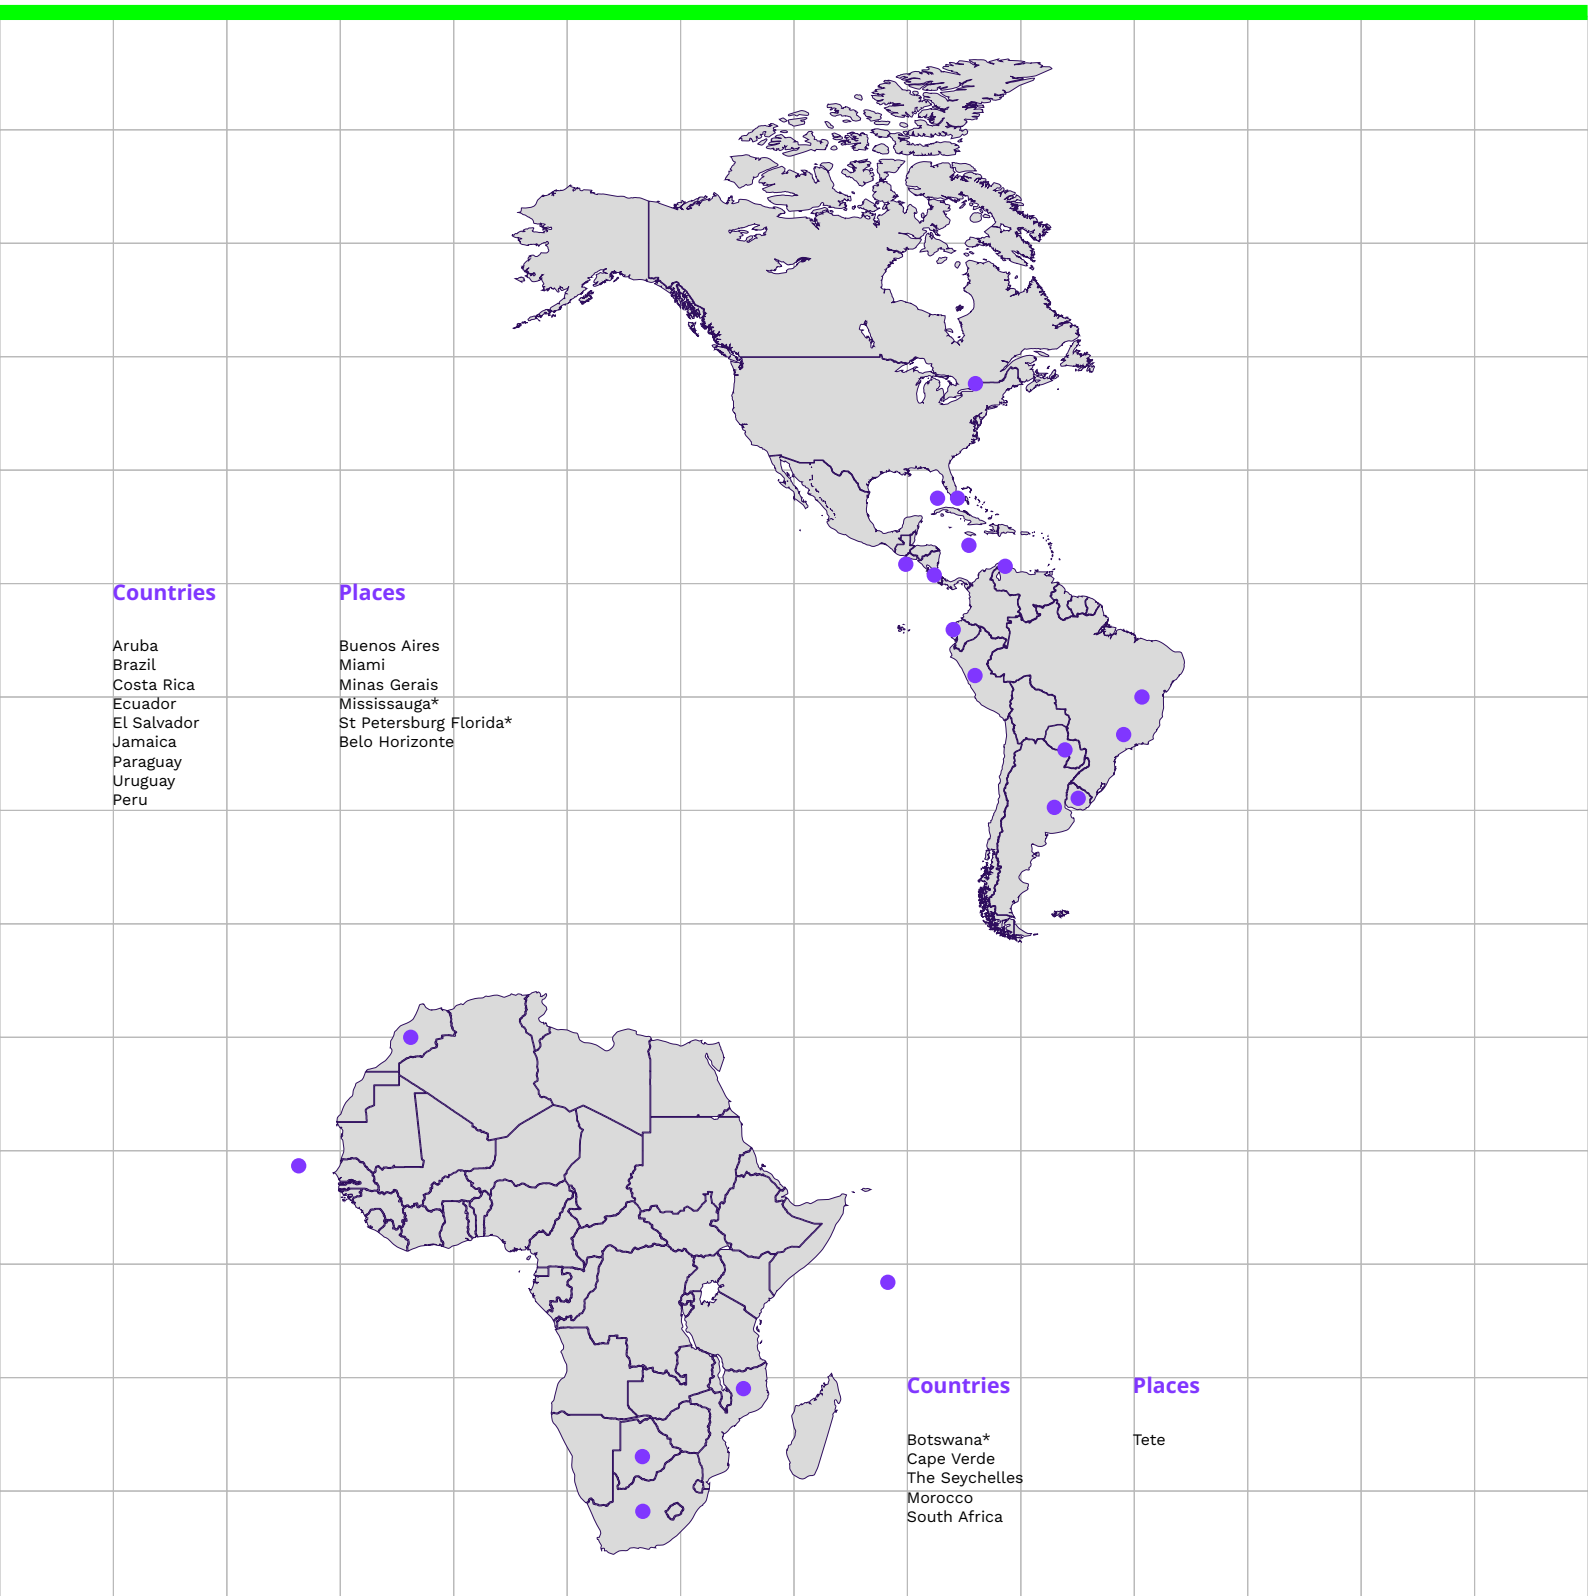 Countries
Aruba
Brazil
Costa Rica
Ecuador
El Salvador
Jamaica
Paraguay
Uruguay
Peru
Places
Buenos Aires
Miami
Minas Gerais
Mississauga*
St Petersburg Florida*
Belo Horizonte
Countries
Botswana*
Cape Verde
The Seychelles
Morocco
South Africa
Places
Tete